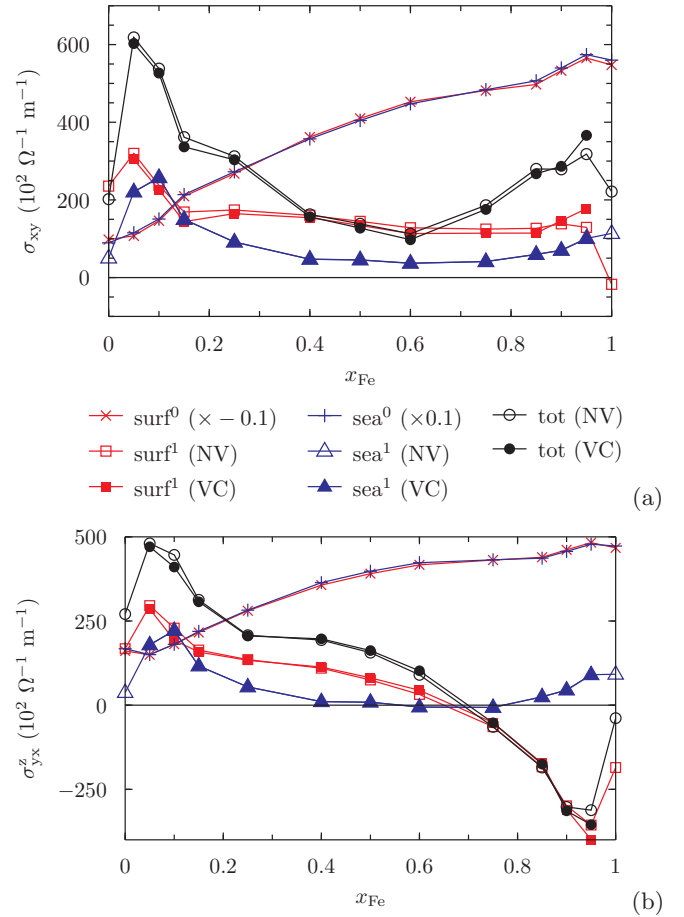 600
400
200
0
σxy (10² Ω⁻¹ m⁻¹)
0 0.2 0.4 0.6 0.8 1
xFe
surf⁰ (× − 0.1) sea⁰ (×0.1) tot (NV)
surf¹ (NV) sea¹ (NV) tot (VC)
surf¹ (VC) sea¹ (VC)
(a)
500
250
0
−250
σᶻyx (10² Ω⁻¹ m⁻¹)
0 0.2 0.4 0.6 0.8 1
xFe
(b)